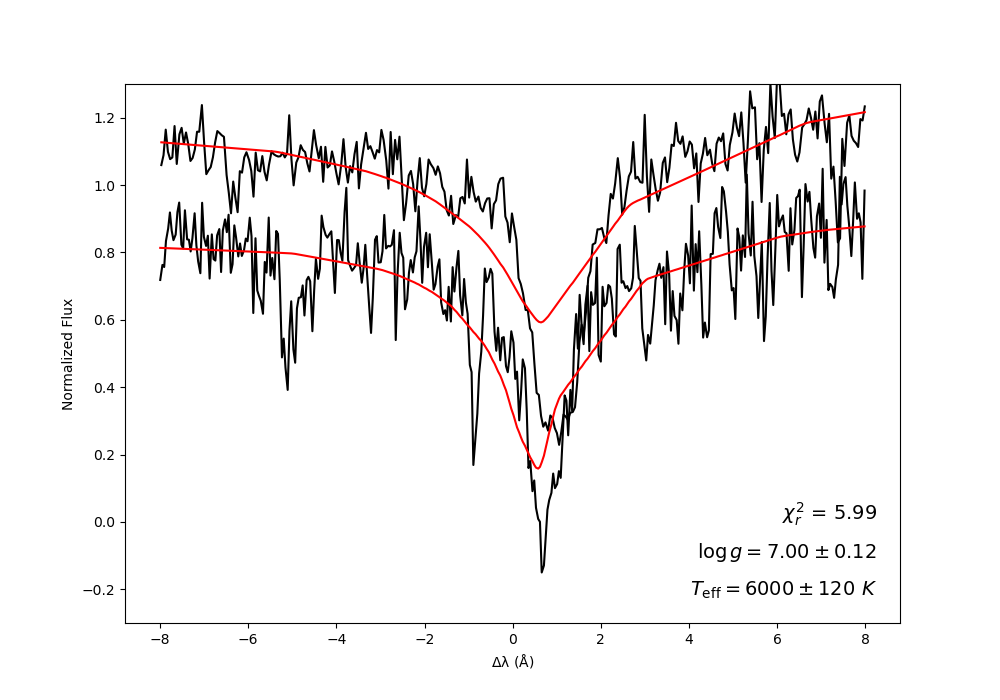 1.2
1.0
0.8
0.6
0.4
0.2
0.0
−0.2
Normalized Flux
χ²ᵣ = 5.99
log g = 7.00 ± 0.12
T_eff = 6000 ± 120 K
−8 −6 −4 −2 0 2 4 6 8
Δλ (Å)